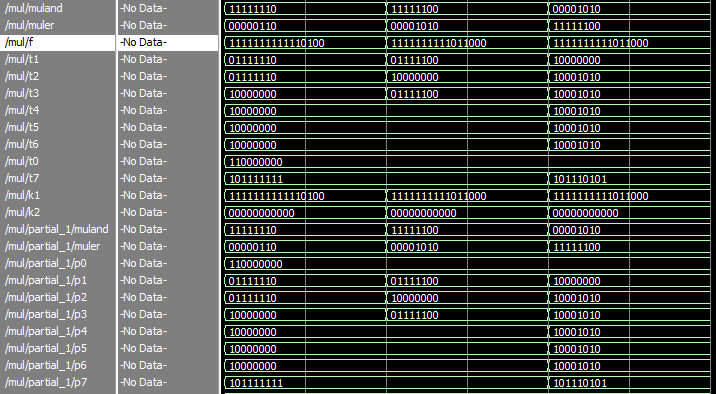 /mul/muland -No Data- 11111110 11111100 00001010
/mul/muler -No Data- 00000110 00001010 11111100
/mul/f -No Data- 1111111111110100 1111111111011000 1111111111011000
/mul/t1 -No Data- 01111110 01111100 10000000
/mul/t2 -No Data- 01111110 10000000 10001010
/mul/t3 -No Data- 10000000 01111100 10001010
/mul/t4 -No Data- 10000000 10001010
/mul/t5 -No Data- 10000000 10001010
/mul/t6 -No Data- 10000000 10001010
/mul/t0 -No Data- 110000000
/mul/t7 -No Data- 101111111 101110101
/mul/k1 -No Data- 1111111111110100 1111111111011000 1111111111011000
/mul/k2 -No Data- 00000000000 00000000000 00000000000
/mul/partial_1/muland -No Data- 11111110 11111100 00001010
/mul/partial_1/muler -No Data- 00000110 00001010 11111100
/mul/partial_1/p0 -No Data- 110000000
/mul/partial_1/p1 -No Data- 01111110 01111100 10000000
/mul/partial_1/p2 -No Data- 01111110 10000000 10001010
/mul/partial_1/p3 -No Data- 10000000 01111100 10001010
/mul/partial_1/p4 -No Data- 10000000 10001010
/mul/partial_1/p5 -No Data- 10000000 10001010
/mul/partial_1/p6 -No Data- 10000000 10001010
/mul/partial_1/p7 -No Data- 101111111 101110101